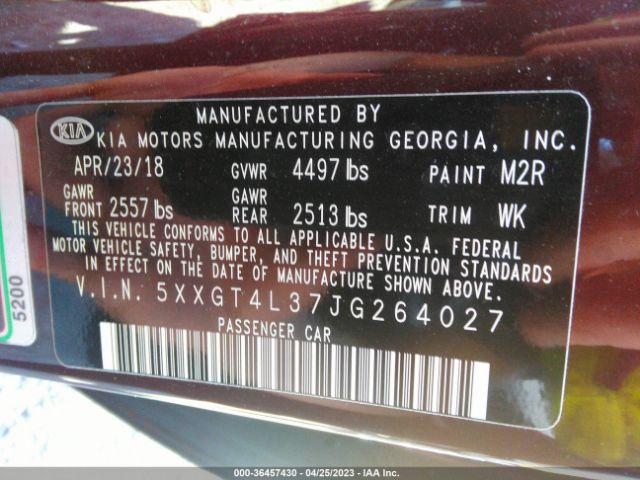 MANUFACTURED BY
KIA KIA MOTORS MANUFACTURING GEORGIA, INC.
APR/23/18 GVWR 4497 lbs PAINT M2R
GAWR FRONT 2557 lbs GAWR REAR 2513 lbs TRIM WK
THIS VEHICLE CONFORMS TO ALL APPLICABLE U.S.A. FEDERAL
MOTOR VEHICLE SAFETY, BUMPER, AND THEFT PREVENTION STANDARDS
IN EFFECT ON THE DATE OF MANUFACTURE SHOWN ABOVE.
V.I.N. 5XXGT4L37JG264027
PASSENGER CAR
5200
000-36457430 - 04/25/2023 - IAA Inc.